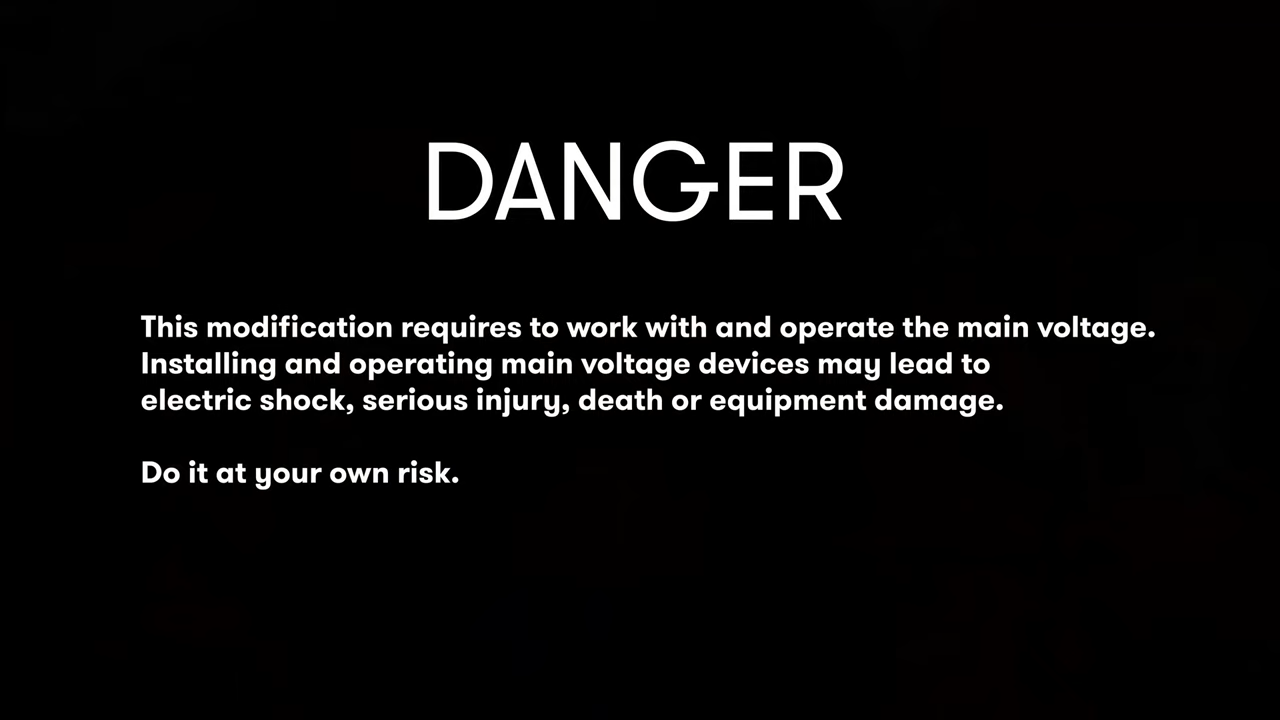 DANGER
This modification requires to work with and operate the main voltage.
Installing and operating main voltage devices may lead to
electric shock, serious injury, death or equipment damage.
Do it at your own risk.